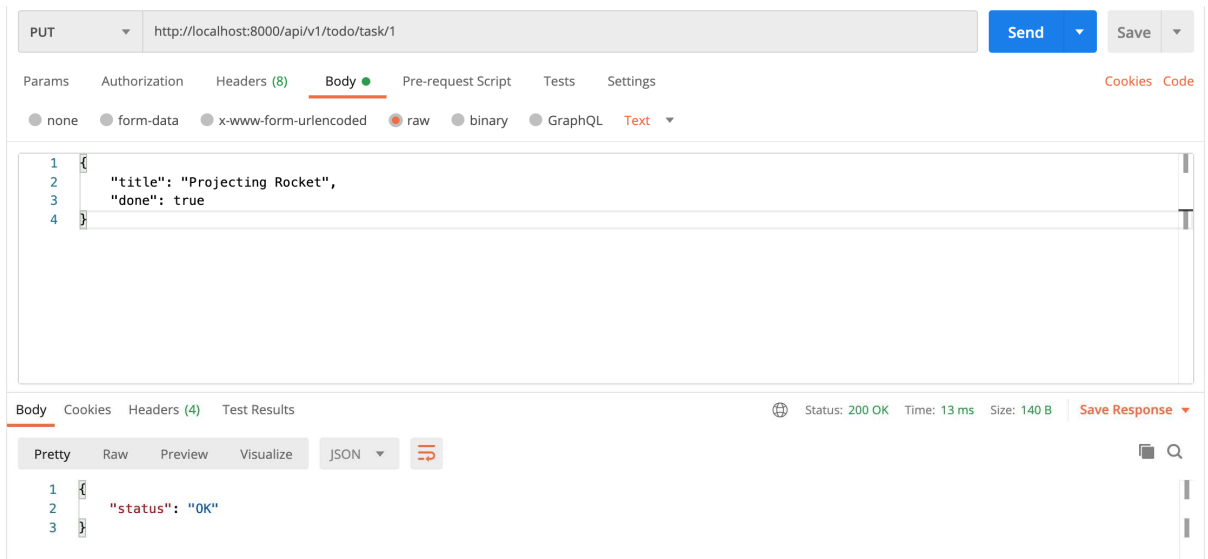 PUT http://localhost:8000/api/v1/todo/task/1 Send Save
Params Authorization Headers (8) Body Pre-request Script Tests Settings Cookies Code
none form-data x-www-form-urlencoded raw binary GraphQL Text
1 {
2 "title": "Projecting Rocket",
3 "done": true
4 }
Body Cookies Headers (4) Test Results Status: 200 OK Time: 13 ms Size: 140 B Save Response
Pretty Raw Preview Visualize JSON
1 {
2 "status": "OK"
3 }